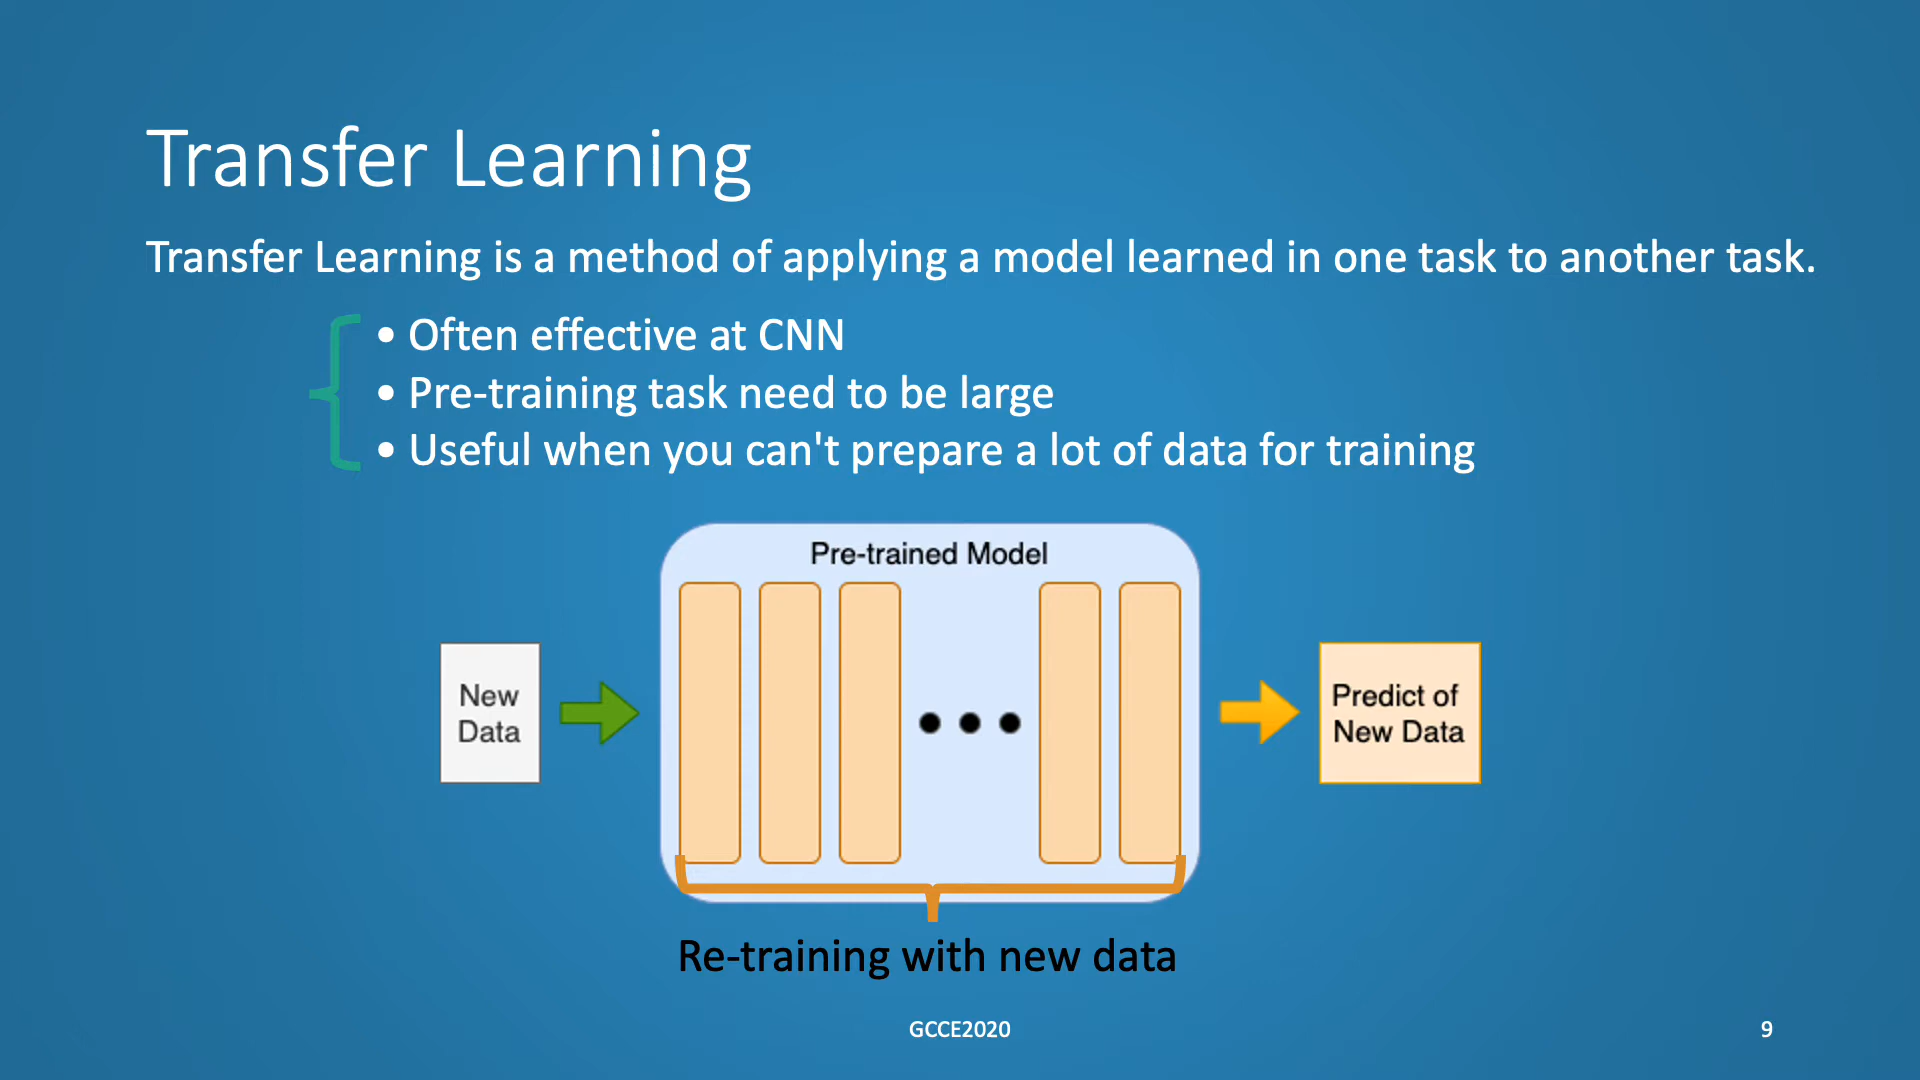 Transfer Learning
Transfer Learning is a method of applying a model learned in one task to another task.
• Often effective at CNN
• Pre-training task need to be large
• Useful when you can't prepare a lot of data for training
Pre-trained Model
New
Data
Predict of
New Data
Re-training with new data
GCCE2020
9